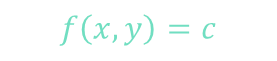 f(x, y) = c